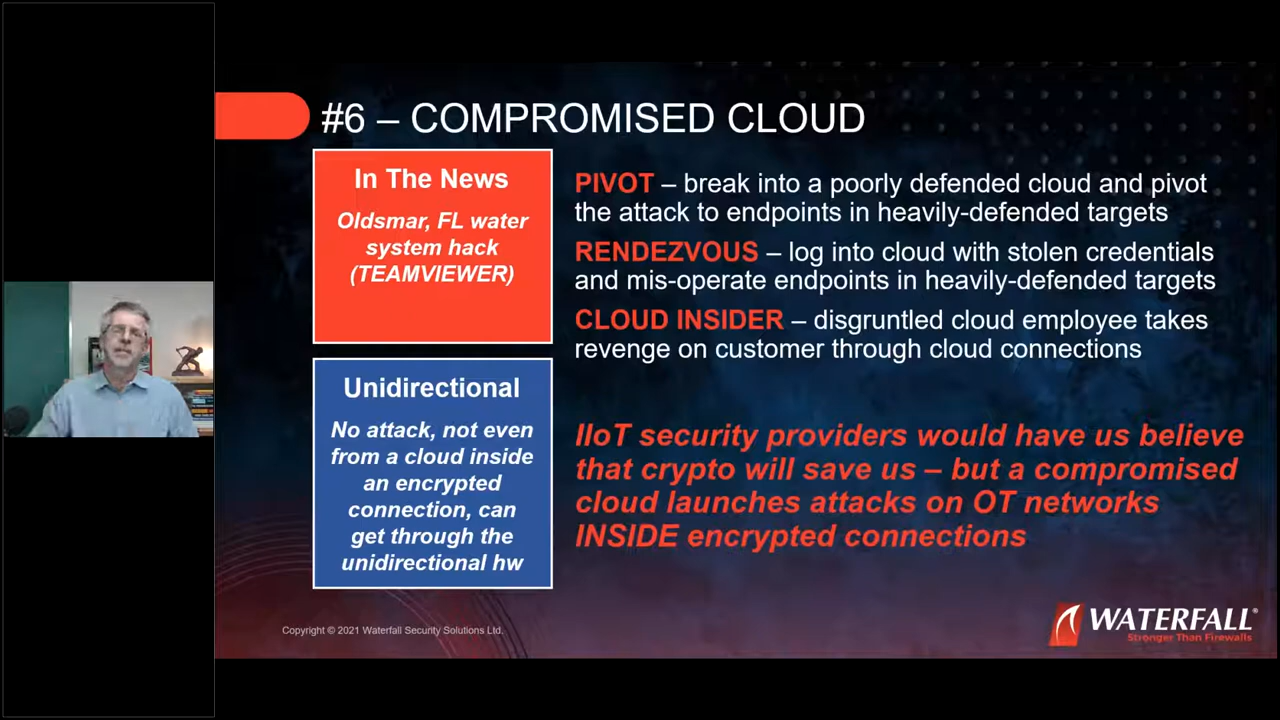 #6 – COMPROMISED CLOUD
In The News
Oldsmar, FL water
system hack
(TEAMVIEWER)
Unidirectional
No attack, not even
from a cloud inside
an encrypted
connection, can
get through the
unidirectional hw
PIVOT – break into a poorly defended cloud and pivot
the attack to endpoints in heavily-defended targets
RENDEZVOUS – log into cloud with stolen credentials
and mis-operate endpoints in heavily-defended targets
CLOUD INSIDER – disgruntled cloud employee takes
revenge on customer through cloud connections
IIoT security providers would have us believe
that crypto will save us – but a compromised
cloud launches attacks on OT networks
INSIDE encrypted connections
Copyright © 2021 Waterfall Security Solutions Ltd.
WATERFALL®
Stronger Than Firewalls